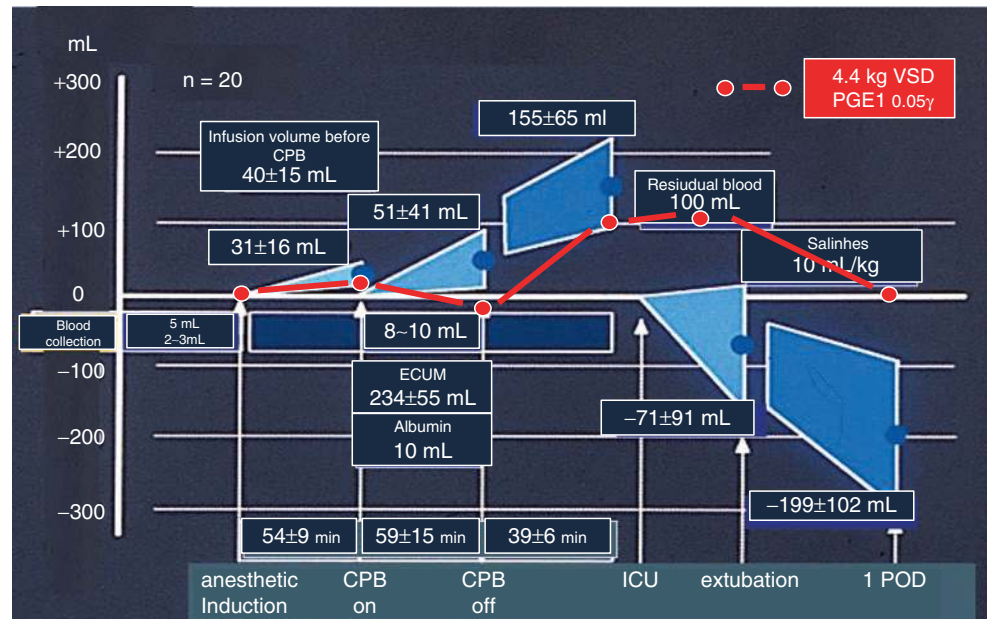 mL
+300
+200
+100
0
−100
−200
−300
n = 20
4.4 kg VSD
PGE1 0.05γ
155±65 ml
Infusion volume before
CPB
40±15 mL
51±41 mL
31±16 mL
Resiudual blood
100 mL
Salinhes
10 mL/kg
Blood
collection
5 mL
2–3mL
8~10 mL
ECUM
234±55 mL
Albumin
10 mL
−71±91 mL
−199±102 mL
54±9 min
59±15 min
39±6 min
anesthetic
Induction
CPB
on
CPB
off
ICU
extubation
1 POD